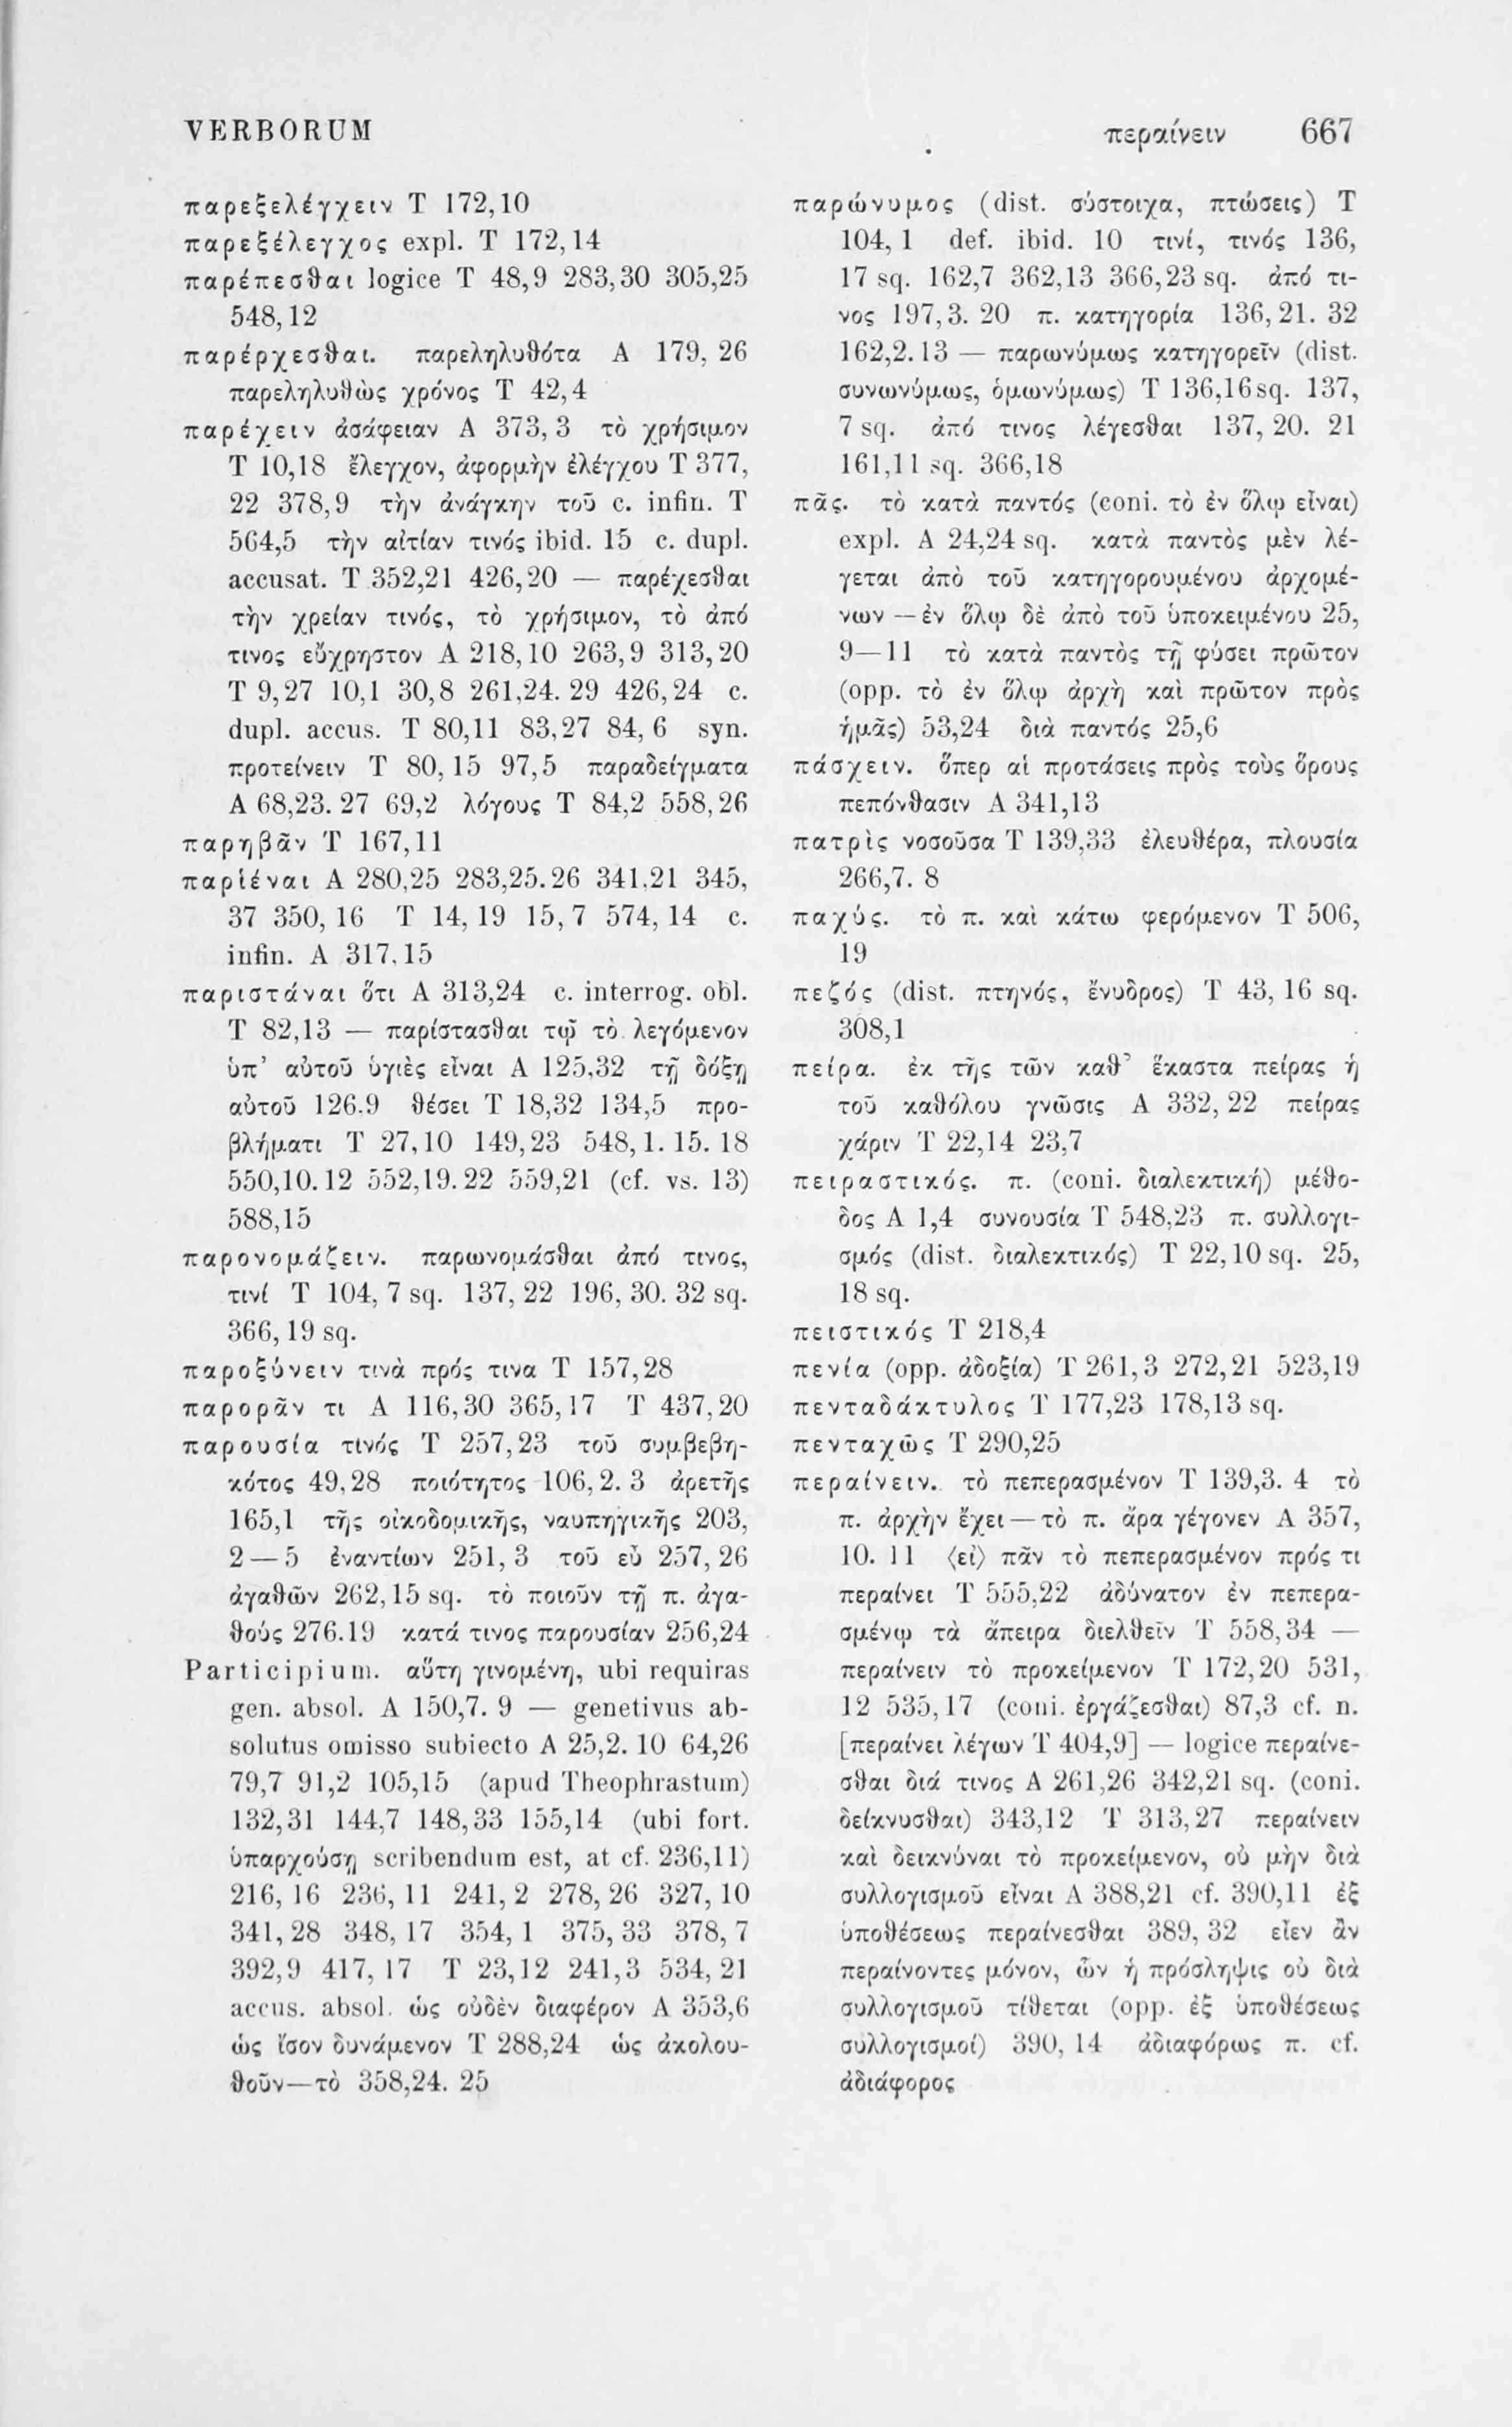 VERBORUM
περαίνειν 667
παρεξελέγχειν T 172,10
παρεξέλεγχος expl. T 172,14
παρέπεσθαι logice T 48,9 283,30 305,25
548,12
παρέρχεσθαι. παρεληλυθότα A 179, 26
παρεληλυθὼς χρόνος T 42,4
παρέχειν ἀσάφειαν A 373,3 τὸ χρήσιμον
T 10,18 ἔλεγχον, ἀφορμὴν ἐλέγχου T 377,
22 378,9 τὴν ἀνάγκην τοῦ c. infin. T
564,5 τὴν αἰτίαν τινός ibid. 15 c. dupl.
accusat. T 352,21 426,20 — παρέχεσθαι
τὴν χρείαν τινός, τὸ χρήσιμον, τὸ ἀπό
τινος εὔχρηστον A 218,10 263,9 313,20
T 9,27 10,1 30,8 261,24. 29 426,24 c.
dupl. accus. T 80,11 83,27 84,6 syn.
προτείνειν T 80,15 97,5 παραδείγματα
A 68,23. 27 69,2 λόγους T 84,2 558,26
παρηβᾶν T 167,11
παριέναι A 280,25 283,25.26 341,21 345,
37 350,16 T 14,19 15,7 574,14 c.
infin. A 317,15
παριστάναι ὅτι A 313,24 c. interrog. obl.
T 82,13 — παρίστασθαι τῷ τὸ λεγόμενον
ὑπ’ αὐτοῦ ὑγιὲς εἶναι A 125,32 τῇ δόξῃ
αὐτοῦ 126,9 θέσει T 18,32 134,5 προ-
βλήματι T 27,10 149,23 548,1. 15. 18
550,10.12 552,19.22 559,21 (cf. vs. 13)
588,15
παρονομάζειν. παρωνομάσθαι ἀπό τινος,
τινί T 104,7 sq. 137,22 196,30. 32 sq.
366,19 sq.
παροξύνειν τινὰ πρός τινα T 157,28
παρορᾶν τι A 116,30 365,17 T 437,20
παρουσία τινός T 257,23 τοῦ συμβεβη-
κότος 49,28 ποιότητος 106,2. 3 ἀρετῆς
165,1 τῆς οἰκοδομικῆς, ναυπηγικῆς 203,
2 — 5 ἐναντίων 251,3 τοῦ εὖ 257,26
ἀγαθῶν 262,15 sq. τὸ ποιοῦν τῇ π. ἀγα-
θούς 276.19 κατά τινος παρουσίαν 256,24
Participium. αὕτη γινομένη, ubi requiras
gen. absol. A 150,7. 9 — genetivus ab-
solutus omisso subiecto A 25,2. 10 64,26
79,7 91,2 105,15 (apud Theophrastum)
132,31 144,7 148,33 155,14 (ubi fort.
ὑπαρχούσῃ scribendum est, at cf. 236,11)
216,16 236,11 241,2 278,26 327,10
341,28 348,17 354,1 375,33 378,7
392,9 417,17 T 23,12 241,3 534,21
accus. absol. ὡς οὐδὲν διαφέρον A 353,6
ὡς ἴσον δυνάμενον T 288,24 ὡς ἀκολου-
θοῦν—τὸ 358,24. 25
παρώνυμος (dist. σύστοιχα, πτώσεις) T
104,1 def. ibid. 10 τινί, τινός 136,
17 sq. 162,7 362,13 366,23 sq. ἀπό τι-
νος 197,3. 20 π. κατηγορία 136,21. 32
162,2.13 — παρωνύμως κατηγορεῖν (dist.
συνωνύμως, ὁμωνύμως) T 136,16 sq. 137,
7 sq. ἀπό τινος λέγεσθαι 137,20. 21
161,11 sq. 366,18
πᾶς. τὸ κατὰ παντός (coni. τὸ ἐν ὅλῳ εἶναι)
expl. A 24,24 sq. κατὰ παντὸς μὲν λέ-
γεται ἀπὸ τοῦ κατηγορουμένου ἀρχομέ-
νων — ἐν ὅλῳ δὲ ἀπὸ τοῦ ὑποκειμένου 25,
9—11 τὸ κατὰ παντὸς τῇ φύσει πρῶτον
(opp. τὸ ἐν ὅλῳ ἀρχὴ καὶ πρῶτον πρὸς
ἡμᾶς) 53,24 διὰ παντός 25,6
πάσχειν. ὅπερ αἱ προτάσεις πρὸς τοὺς ὅρους
πεπόνθασιν A 341,13
πατρὶς νοσοῦσα T 139,33 ἐλευθέρα, πλουσία
266,7. 8
παχύς. τὸ π. καὶ κάτω φερόμενον T 506,
19
πεζός (dist. πτηνός, ἔνυδρος) T 43,16 sq.
308,1
πείρα. ἐκ τῆς τῶν καθ’ ἕκαστα πείρας ἡ
τοῦ καθόλου γνῶσις A 332,22 πείρας
χάριν T 22,14 23,7
πειραστικός. π. (coni. διαλεκτική) μέθο-
δος A 1,4 συνουσία T 548,23 π. συλλογι-
σμός (dist. διαλεκτικός) T 22,10 sq. 25,
18 sq.
πειστικός T 218,4
πενία (opp. ἀδοξία) T 261,3 272,21 523,19
πενταδάκτυλος T 177,23 178,13 sq.
πενταχῶς T 290,25
περαίνειν. τὸ πεπερασμένον T 139,3. 4 τὸ
π. ἀρχὴν ἔχει — τὸ π. ἄρα γέγονεν A 357,
10. 11 ⟨εἰ⟩ πᾶν τὸ πεπερασμένον πρός τι
περαίνει T 555,22 ἀδύνατον ἐν πεπερα-
σμένῳ τὰ ἄπειρα διελθεῖν T 558,34 —
περαίνειν τὸ προκείμενον T 172,20 531,
12 535,17 (coni. ἐργάζεσθαι) 87,3 cf. n.
[περαίνει λέγων T 404,9] — logice περαίνε-
σθαι διά τινος A 261,26 342,21 sq. (coni.
δείκνυσθαι) 343,12 T 313,27 περαίνειν
καὶ δεικνύναι τὸ προκείμενον, οὐ μὴν διὰ
συλλογισμοῦ εἶναι A 388,21 cf. 390,11 ἐξ
ὑποθέσεως περαίνεσθαι 389,32 εἶεν ἂν
περαίνοντες μόνον, ὧν ἡ πρόσληψις οὐ διὰ
συλλογισμοῦ τίθεται (opp. ἐξ ὑποθέσεως
συλλογισμοί) 390,14 ἀδιαφόρως π. cf.
ἀδιάφορος